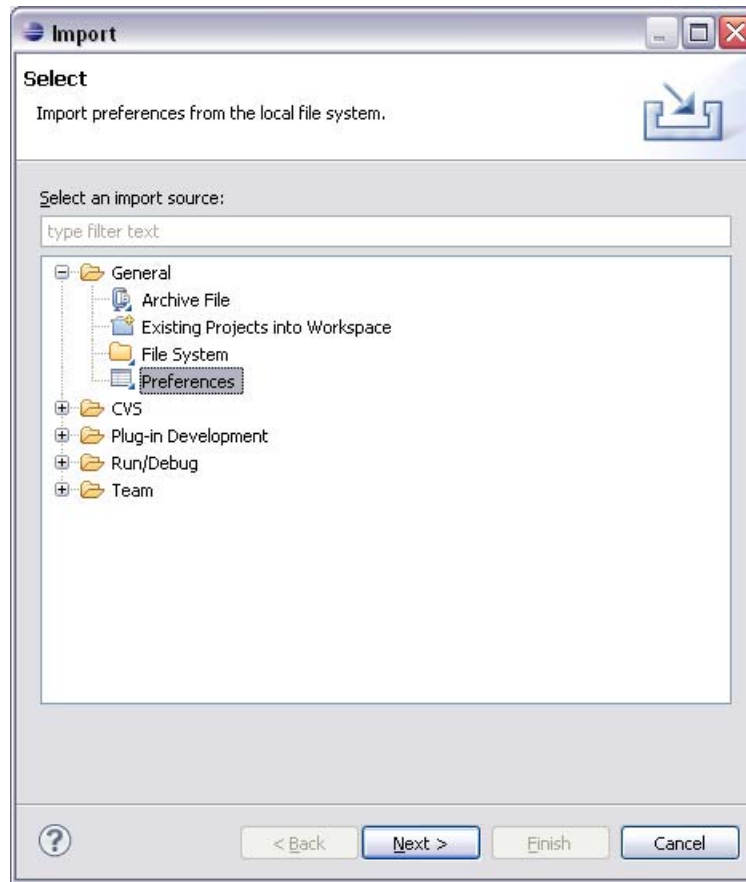 Import
Select
Import preferences from the local file system.
Select an import source:
type filter text
General
Archive File
Existing Projects into Workspace
File System
Preferences
CVS
Plug-in Development
Run/Debug
Team
? < Back Next > Finish Cancel